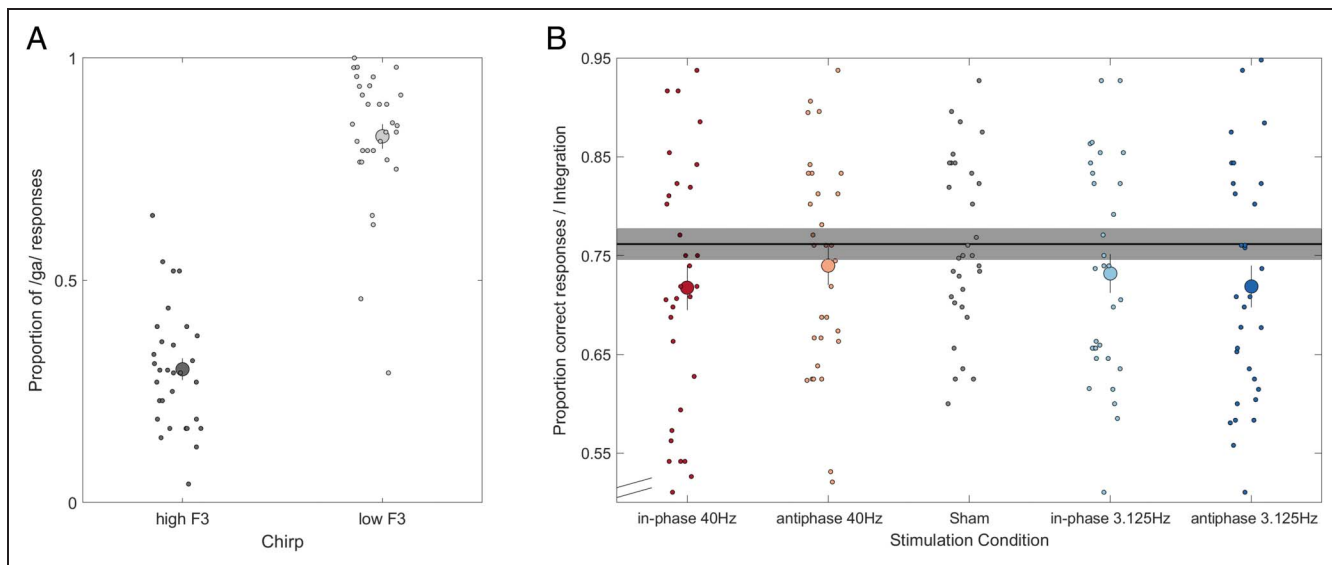 A
Proportion of /ga/ responses
1
0.5
0
high F3
low F3
Chirp
B
Proportion correct responses / Integration
0.95
0.85
0.75
0.65
0.55
in-phase 40Hz
antiphase 40Hz
Sham
in-phase 3.125Hz
antiphase 3.125Hz
Stimulation Condition